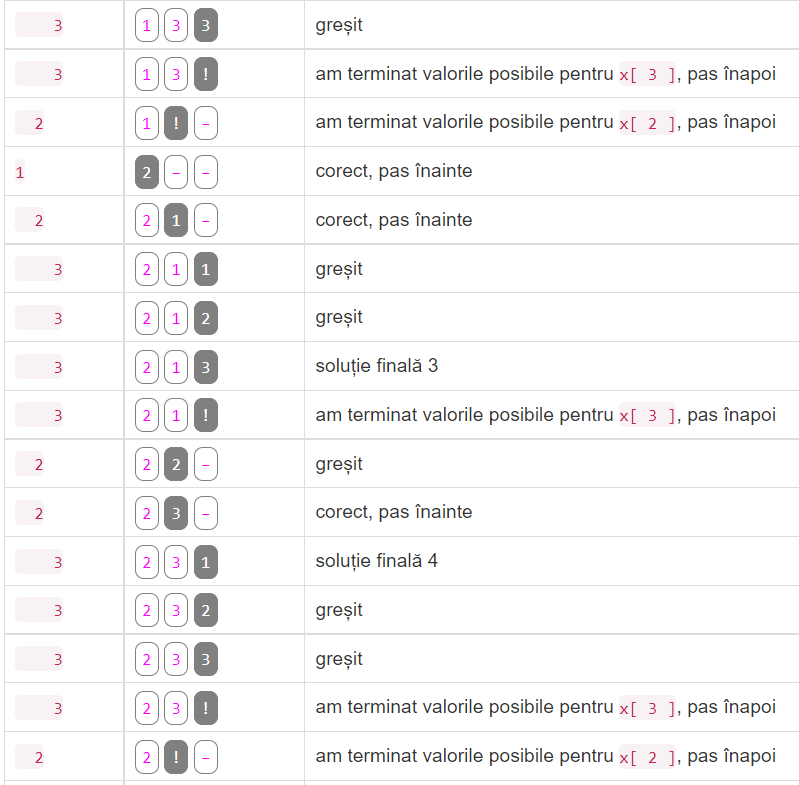 3 1 3 3 greșit
3 1 3 ! am terminat valorile posibile pentru x[ 3 ], pas înapoi
2 1 ! – am terminat valorile posibile pentru x[ 2 ], pas înapoi
1 2 – – corect, pas înainte
2 2 1 – corect, pas înainte
3 2 1 1 greșit
3 2 1 2 greșit
3 2 1 3 soluție finală 3
3 2 1 ! am terminat valorile posibile pentru x[ 3 ], pas înapoi
2 2 2 – greșit
2 2 3 – corect, pas înainte
3 2 3 1 soluție finală 4
3 2 3 2 greșit
3 2 3 3 greșit
3 2 3 ! am terminat valorile posibile pentru x[ 3 ], pas înapoi
2 2 ! – am terminat valorile posibile pentru x[ 2 ], pas înapoi